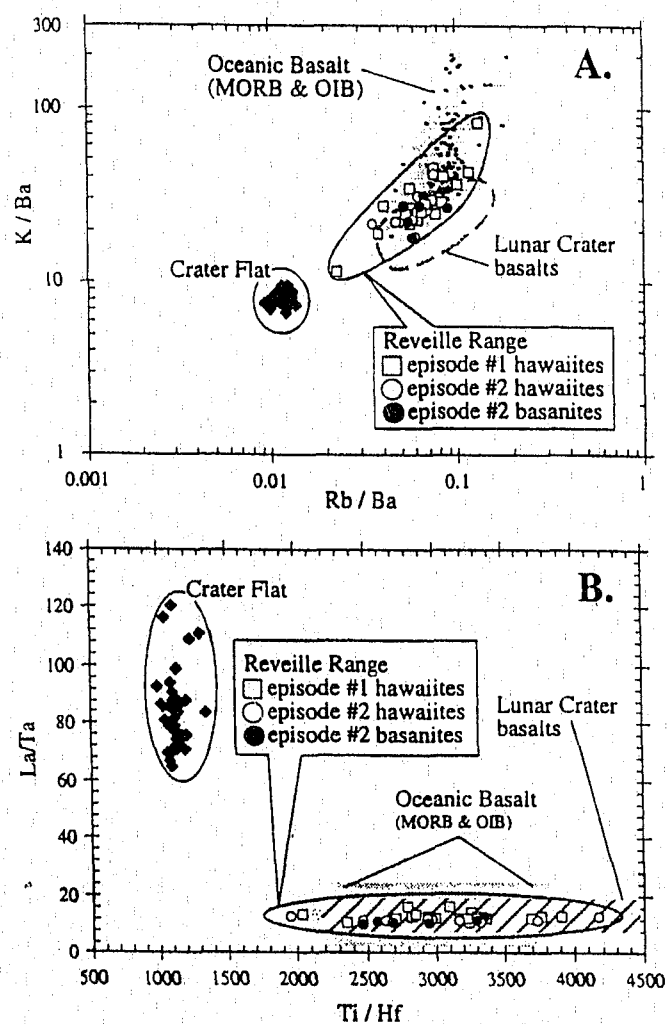 A.
300
100
10
1
K / Ba
Oceanic Basalt
(MORB & OIB)
Crater Flat
Lunar Crater
basalts
Reveille Range
episode #1 hawaiites
episode #2 hawaiites
episode #2 basanites
0.001
0.01
0.1
1
Rb / Ba
B.
140
120
100
80
60
40
20
0
La/Ta
Crater Flat
Reveille Range
episode #1 hawaiites
episode #2 hawaiites
episode #2 basanites
Lunar Crater
basalts
Oceanic Basalt
(MORB & OIB)
500
1000
1500
2000
2500
3000
3500
4000
4500
Ti / Hf